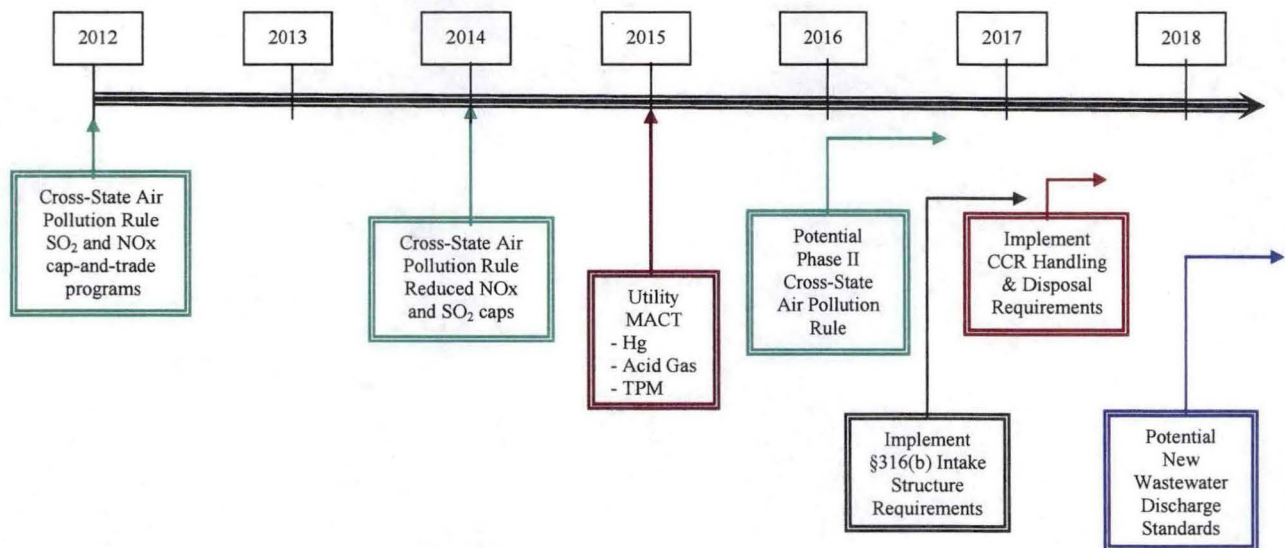 2012
2013
2014
2015
2016
2017
2018
Cross-State Air
Pollution Rule
SO₂ and NOx
cap-and-trade
programs
Cross-State Air
Pollution Rule
Reduced NOx
and SO₂ caps
Utility
MACT
- Hg
- Acid Gas
- TPM
Potential
Phase II
Cross-State
Air Pollution
Rule
Implement
§316(b) Intake
Structure
Requirements
Implement
CCR Handling
& Disposal
Requirements
Potential
New
Wastewater
Discharge
Standards